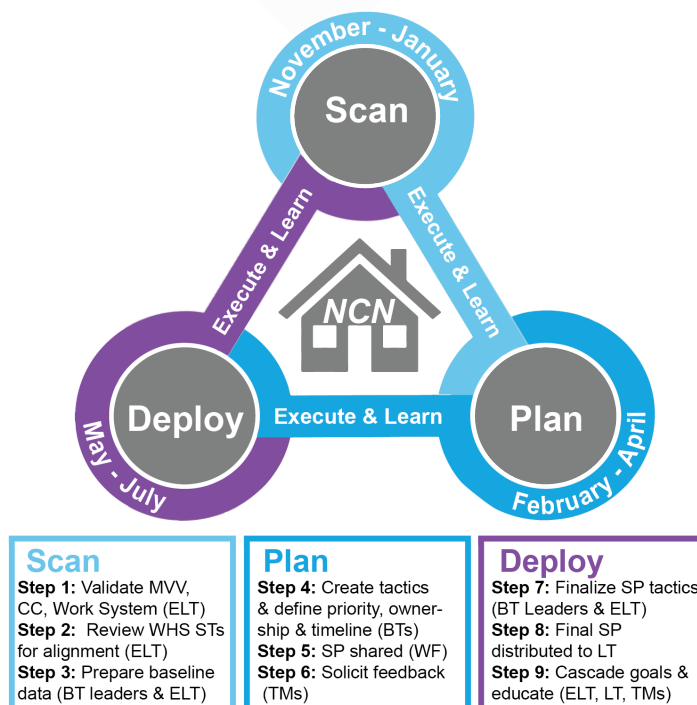 November - January
Scan
Execute & Learn
Execute & Learn
NCN
Deploy
Execute & Learn
Plan
May - July
February - April
Scan
Step 1: Validate MVV,
CC, Work System (ELT)
Step 2: Review WHS STs
for alignment (ELT)
Step 3: Prepare baseline
data (BT leaders & ELT)
Plan
Step 4: Create tactics
& define priority, owner-
ship & timeline (BTs)
Step 5: SP shared (WF)
Step 6: Solicit feedback
(TMs)
Deploy
Step 7: Finalize SP tactics
(BT Leaders & ELT)
Step 8: Final SP
distributed to LT
Step 9: Cascade goals &
educate (ELT, LT, TMs)